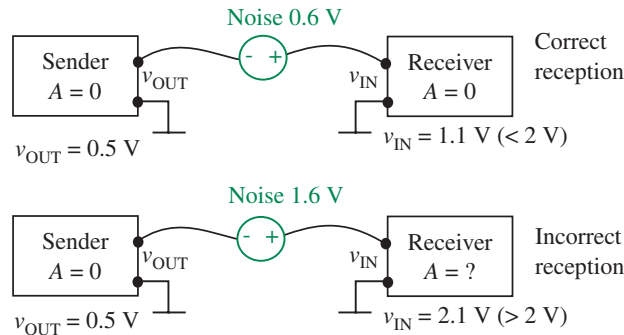 Noise 0.6 V
Sender
A = 0
v_OUT
- +
v_IN
Receiver
A = 0
Correct
reception
v_OUT = 0.5 V
v_IN = 1.1 V (< 2 V)
Noise 1.6 V
Sender
A = 0
v_OUT
- +
v_IN
Receiver
A = ?
Incorrect
reception
v_OUT = 0.5 V
v_IN = 2.1 V (> 2 V)